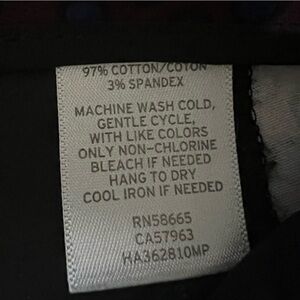 97% COTTON/COYON
3% SPANDEX
MACHINE WASH COLD,
GENTLE CYCLE,
WITH LIKE COLORS
ONLY NON-CHLORINE
BLEACH IF NEEDED
HANG TO DRY
COOL IRON IF NEEDED
RN58665
CA57963
HA362810MP